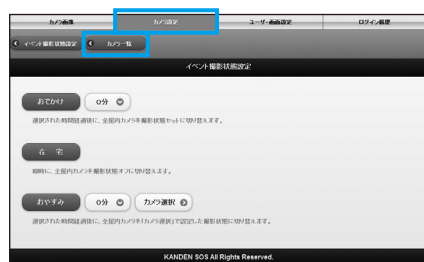 カメラ画像 カメラ設定 ユーザ・画面設定 ログイン履歴
イベント撮影状態設定 カメラ一覧
イベント撮影状態設定
おでかけ 0分
選択された時間経過後に、全屋内カメラを撮影状態セットに切り替えます。
在 宅
即時に、全屋内カメラを撮影状態オフに切り替えます。
おやすみ 0分 カメラ選択
選択された時間経過後に、全屋内カメラを「カメラ選択」で設定した撮影状態に切り替えます。
KANDEN SOS All Rights Reserved.